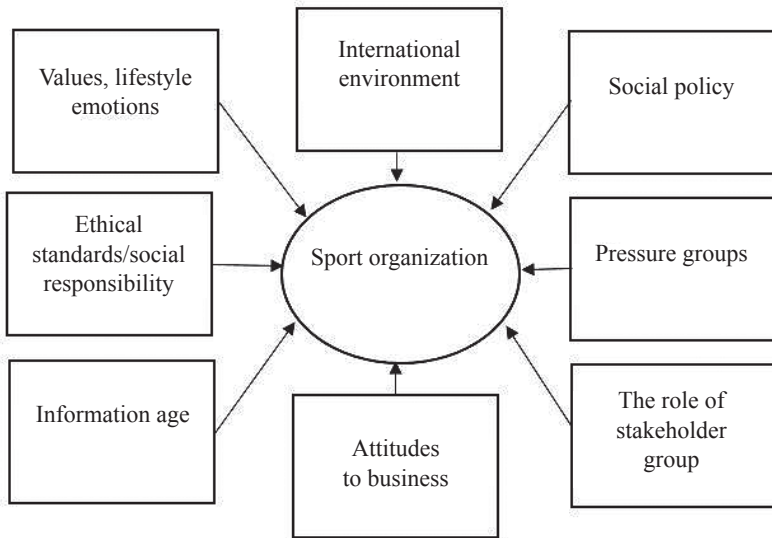 Values, lifestyle
emotions
International
environment
Social policy
Ethical
standards/social
responsibility
Sport organization
Pressure groups
Information age
Attitudes
to business
The role of
stakeholder
group